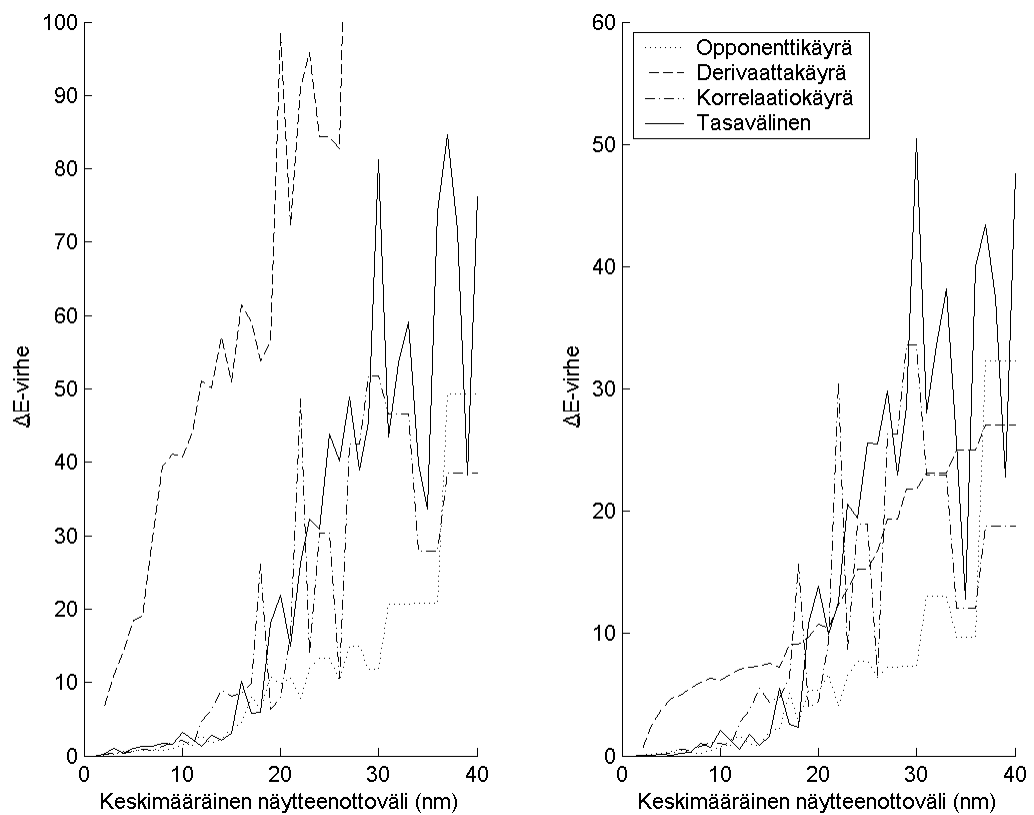 100
90
80
70
60
50
40
30
20
10
0
ΔE-virhe
0 10 20 30 40
Keskimääräinen näytteenottoväli (nm)
60
50
40
30
20
10
0
ΔE-virhe
0 10 20 30 40
Keskimääräinen näytteenottoväli (nm)
Opponenttikäyrä
Derivaattakäyrä
Korrelaatiokäyrä
Tasavälinen